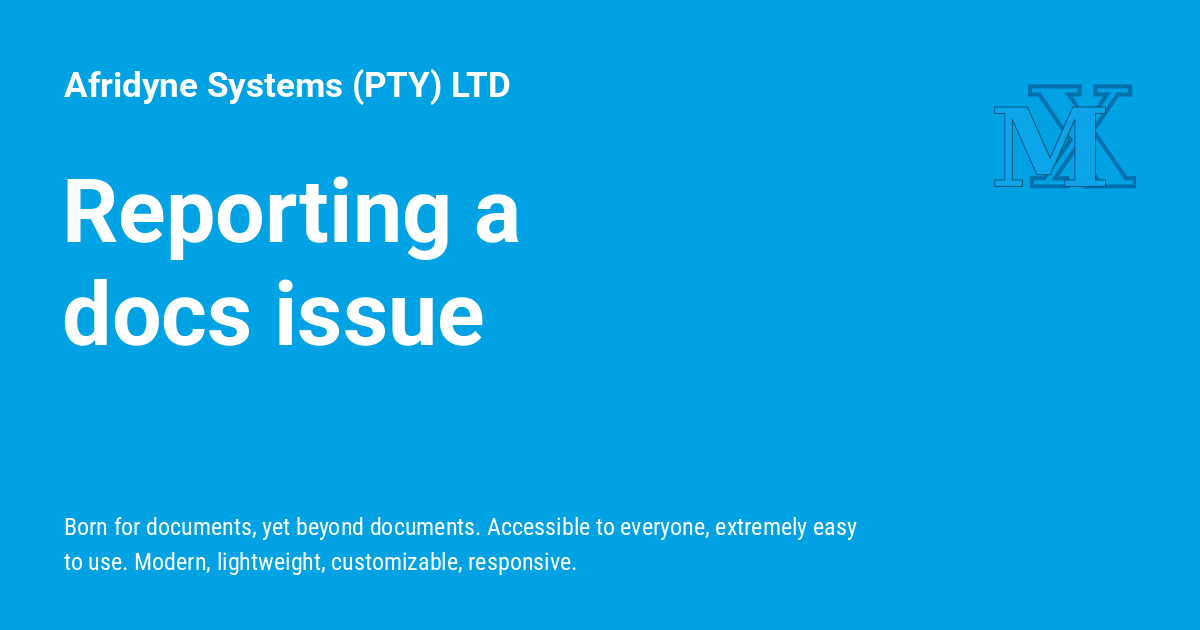 Afridyne Systems (PTY) LTD
MX
Reporting a
docs issue
Born for documents, yet beyond documents. Accessible to everyone, extremely easy
to use. Modern, lightweight, customizable, responsive.